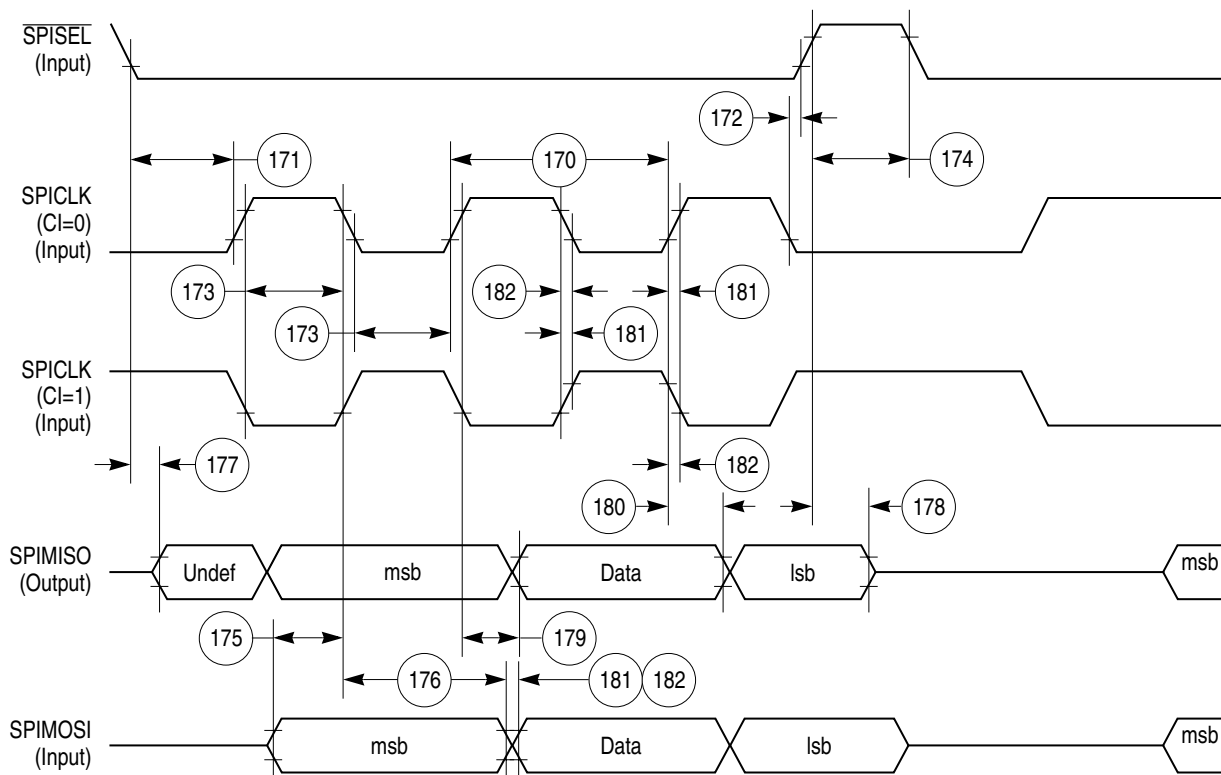 SPISEL
(Input)
172
171
170
174
SPICLK
(CI=0)
(Input)
173
182
181
173
181
SPICLK
(CI=1)
(Input)
177
182
180
178
SPIMISO
(Output)
Undef
msb
Data
lsb
msb
175
179
176
181
182
SPIMOSI
(Input)
msb
Data
lsb
msb